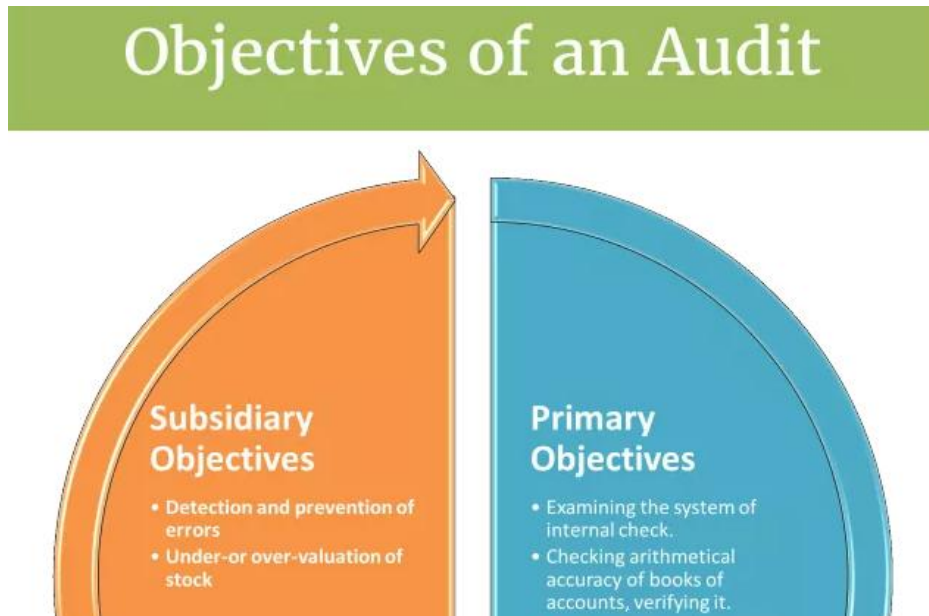 Objectives of an Audit
Subsidiary
Objectives
• Detection and prevention of
errors
• Under-or over-valuation of
stock
Primary
Objectives
• Examining the system of
internal check.
• Checking arithmetical
accuracy of books of
accounts, verifying it.